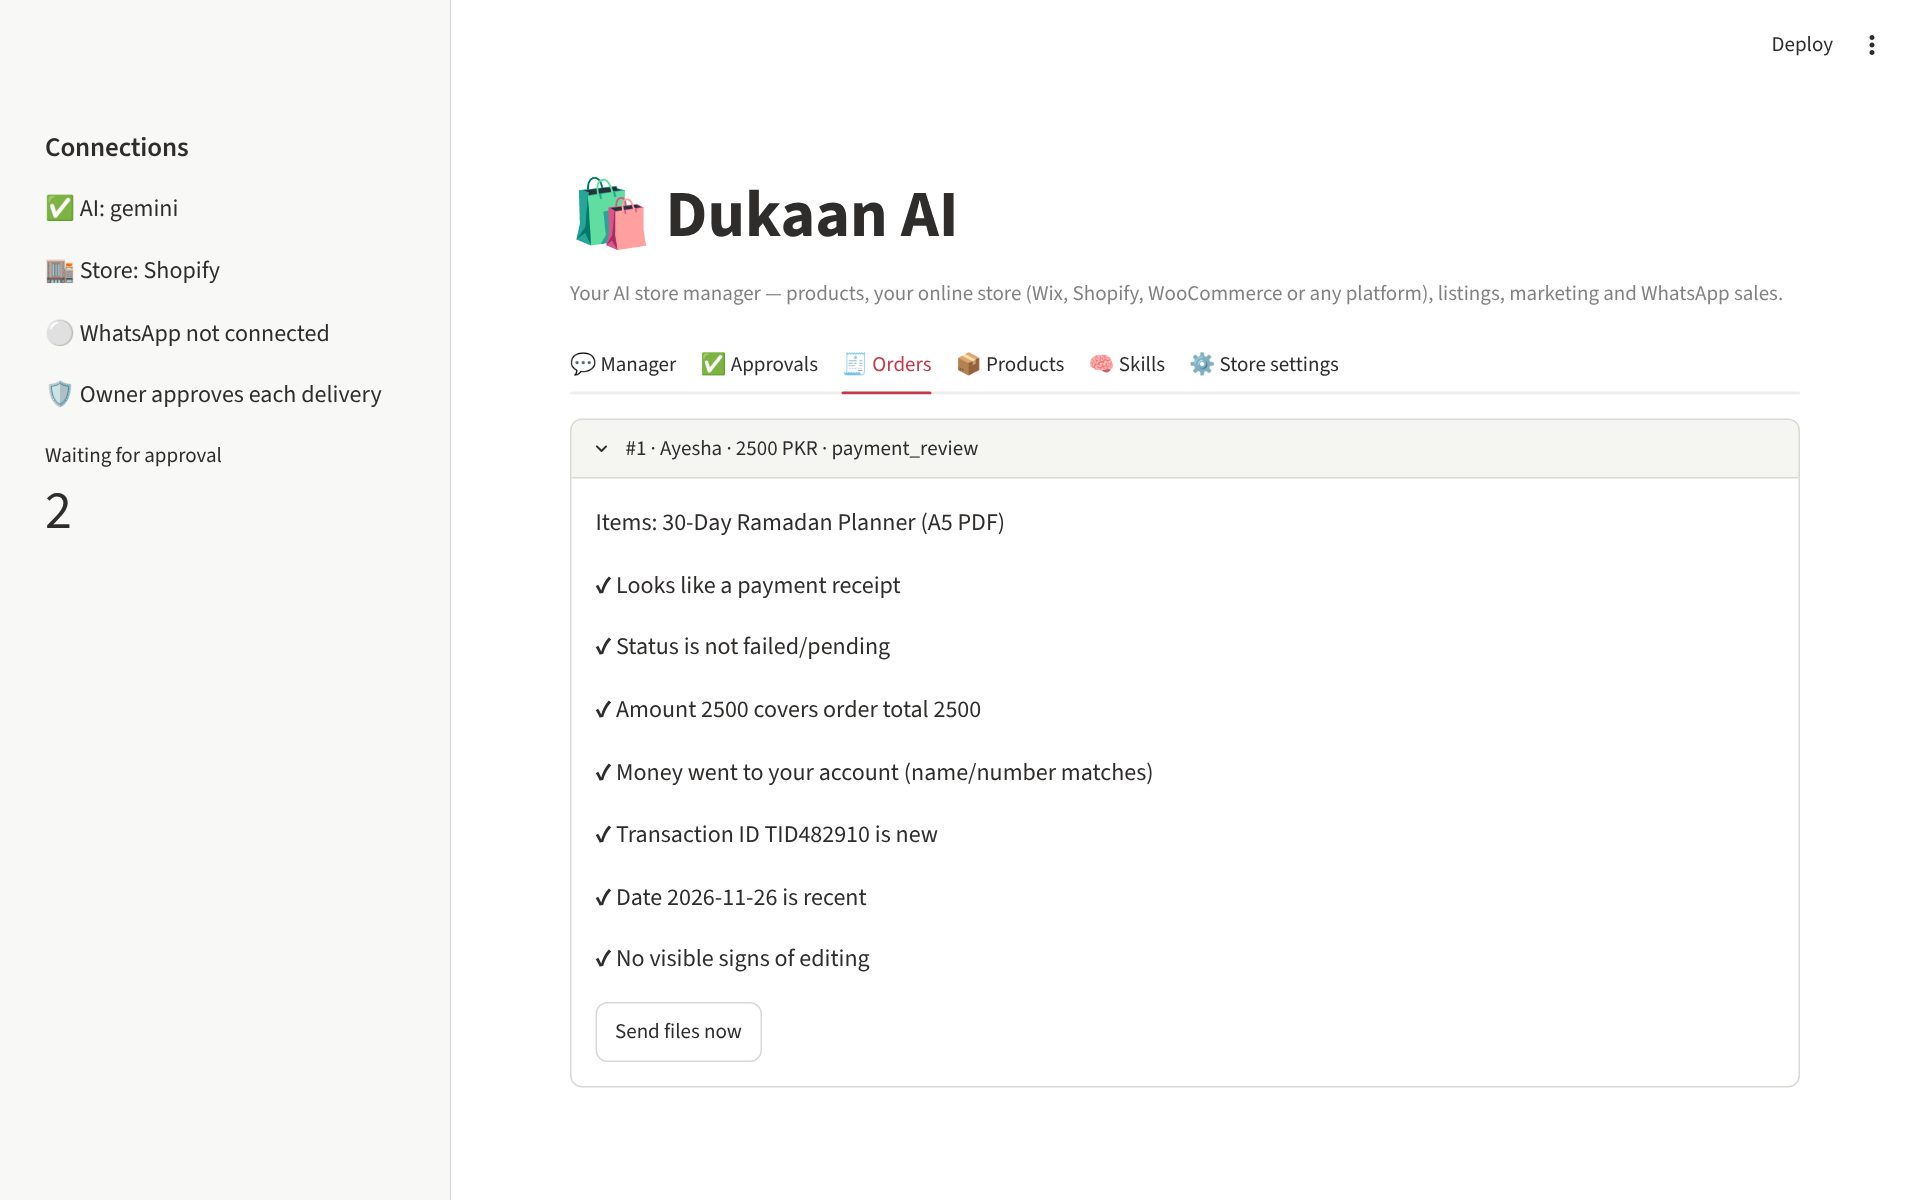 Deploy
Connections
AI: gemini
Store: Shopify
WhatsApp not connected
Owner approves each delivery
Waiting for approval
2
Dukaan AI
Your AI store manager — products, your online store (Wix, Shopify, WooCommerce or any platform), listings, marketing and WhatsApp sales.
Manager
Approvals
Orders
Products
Skills
Store settings
#1 · Ayesha · 2500 PKR · payment_review
Items: 30-Day Ramadan Planner (A5 PDF)
✔ Looks like a payment receipt
✔ Status is not failed/pending
✔ Amount 2500 covers order total 2500
✔ Money went to your account (name/number matches)
✔ Transaction ID TID482910 is new
✔ Date 2026-11-26 is recent
✔ No visible signs of editing
Send files now